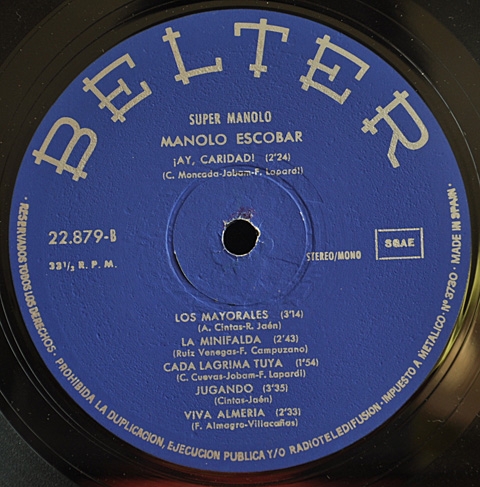 BELTER
SUPER MANOLO
MANOLO ESCOBAR
¡AY, CARIDAD! (2'24)
(C. Moncada-Jobam-F. Lapardi)
22.879-B
33 1/3 R. P. M.
STEREO/MONO
SGAE
LOS MAYORALES (3'14)
(A. Cintas-R. Jaén)
LA MINIFALDA (2'43)
(Ruiz Venegas-F. Campuzano)
CADA LAGRIMA TUYA (1'54)
(C. Cuevas-Jobam-F. Lapardi)
JUGANDO (3'35)
(Cintas-Jaén)
VIVA ALMERIA (2'33)
(F. Almagro-Villacañas)
· RESERVADOS TODOS LOS DERECHOS · PROHIBIDA LA DUPLICACION, EJECUCION PUBLICA Y/O RADIOTELEDIFUSION · IMPUESTO A METALICO · Nº 3730 · MADE IN SPAIN ·